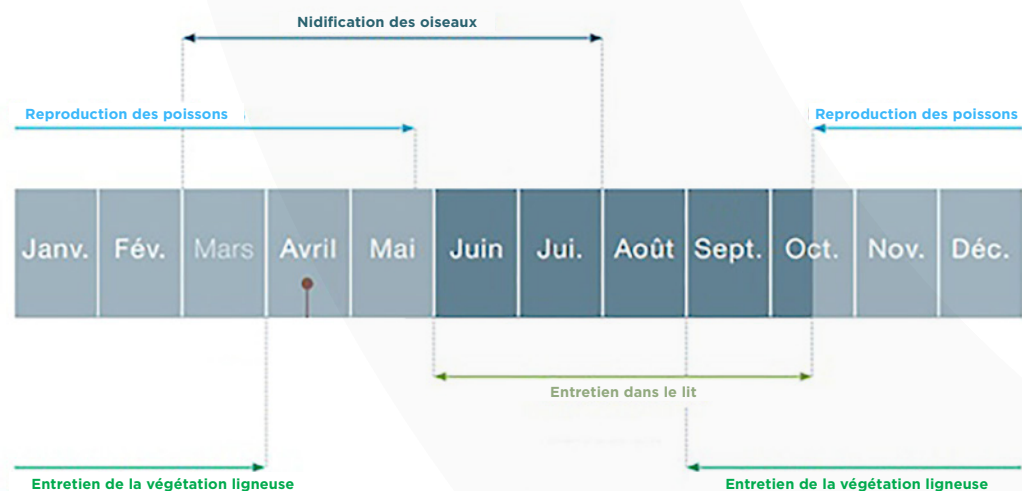 Nidification des oiseaux
Reproduction des poissons
Reproduction des poissons
Janv. Fév. Mars Avril Mai Juin Jui. Août Sept. Oct. Nov. Déc.
Entretien dans le lit
Entretien de la végétation ligneuse
Entretien de la végétation ligneuse